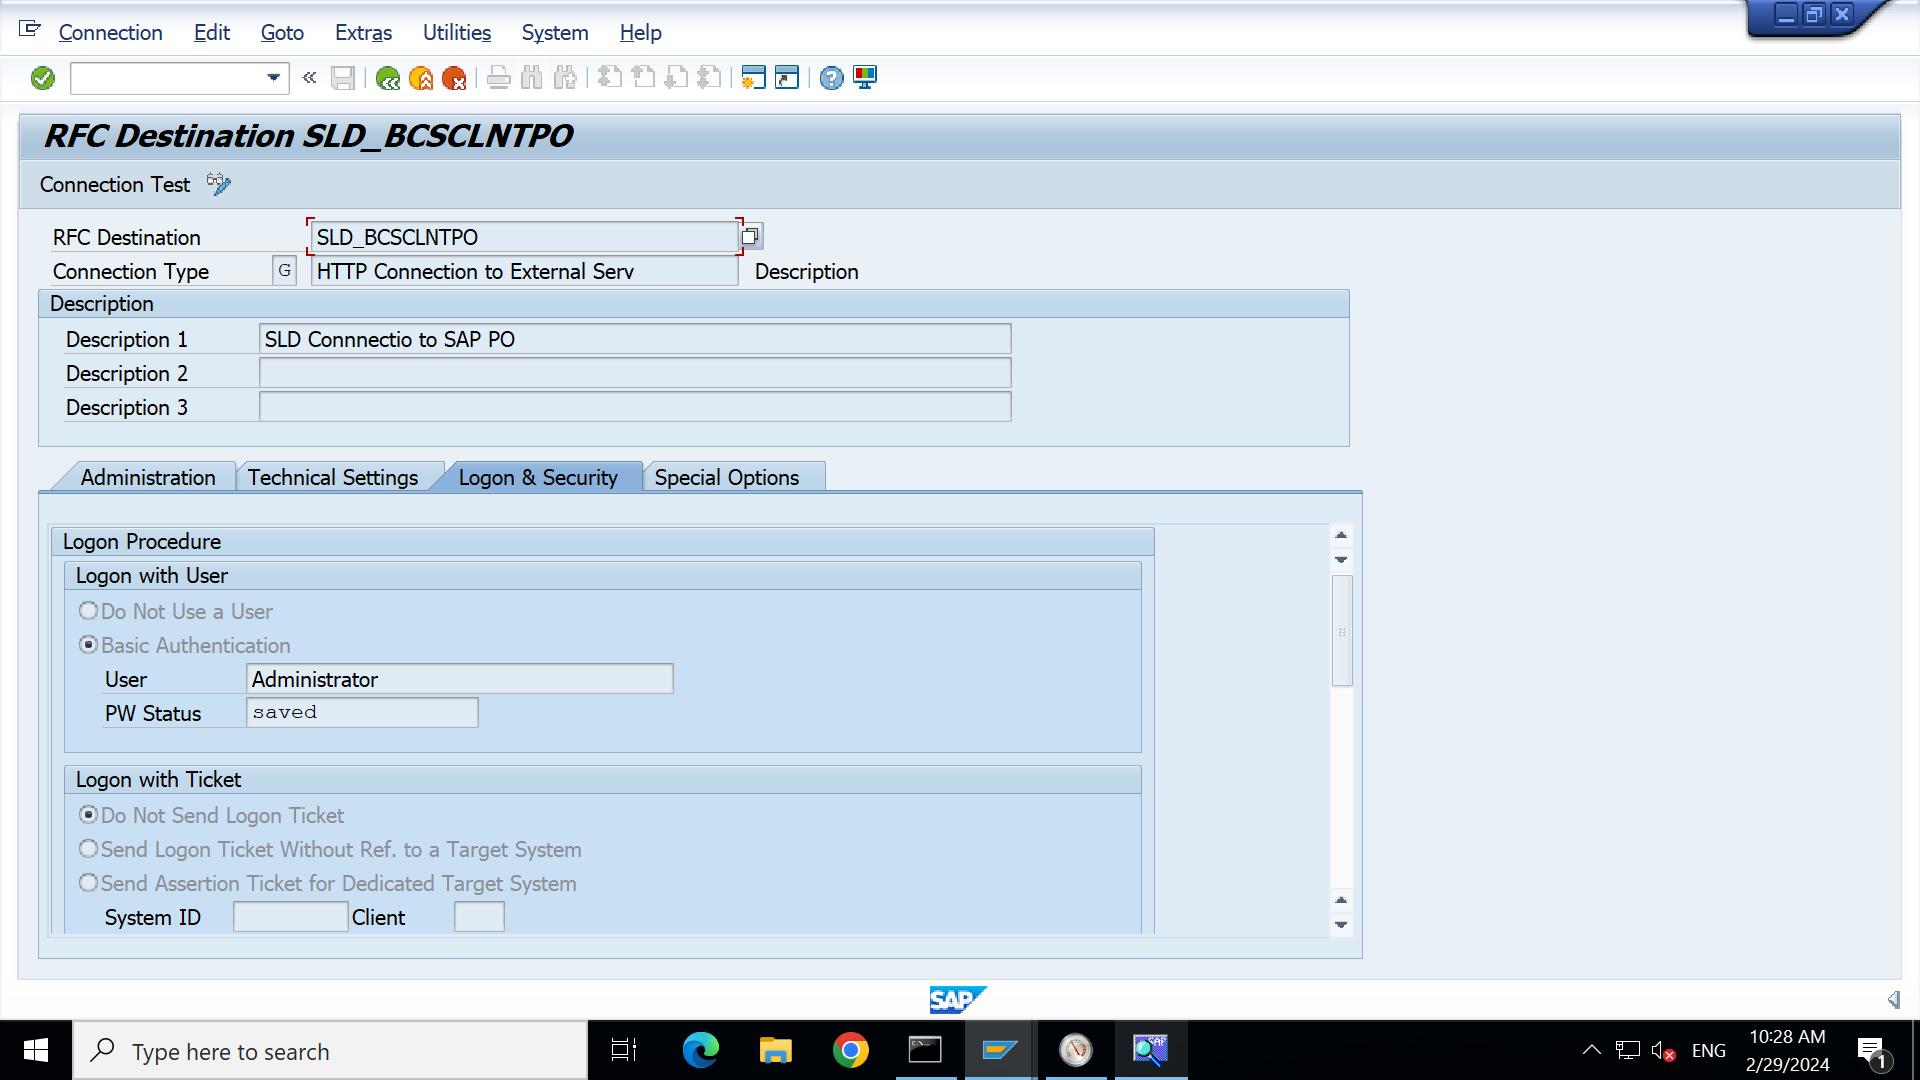 Connection Edit Goto Extras Utilities System Help
RFC Destination SLD_BCSCLNTPO
Connection Test
RFC Destination SLD_BCSCLNTPO
Connection Type G HTTP Connection to External Serv Description
Description
Description 1 SLD Connnectio to SAP PO
Description 2
Description 3
Administration Technical Settings Logon & Security Special Options
Logon Procedure
Logon with User
Do Not Use a User
Basic Authentication
User Administrator
PW Status saved
Logon with Ticket
Do Not Send Logon Ticket
Send Logon Ticket Without Ref. to a Target System
Send Assertion Ticket for Dedicated Target System
System ID Client
SAP
Type here to search
ENG
10:28 AM
2/29/2024
1